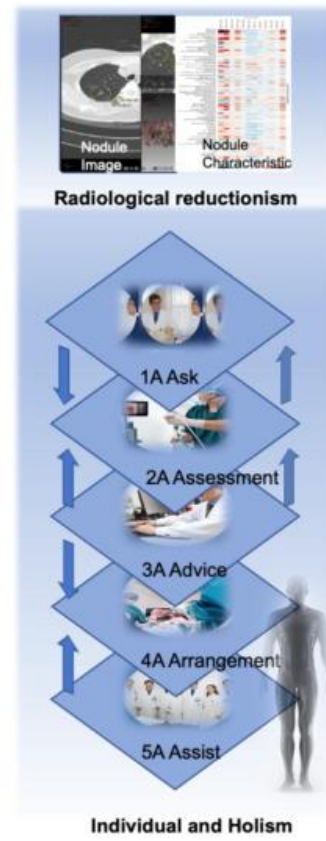 Nodule
Image
Nodule
Characteristic
Radiological reductionism
1A Ask
2A Assessment
3A Advice
4A Arrangement
5A Assist
Individual and Holism